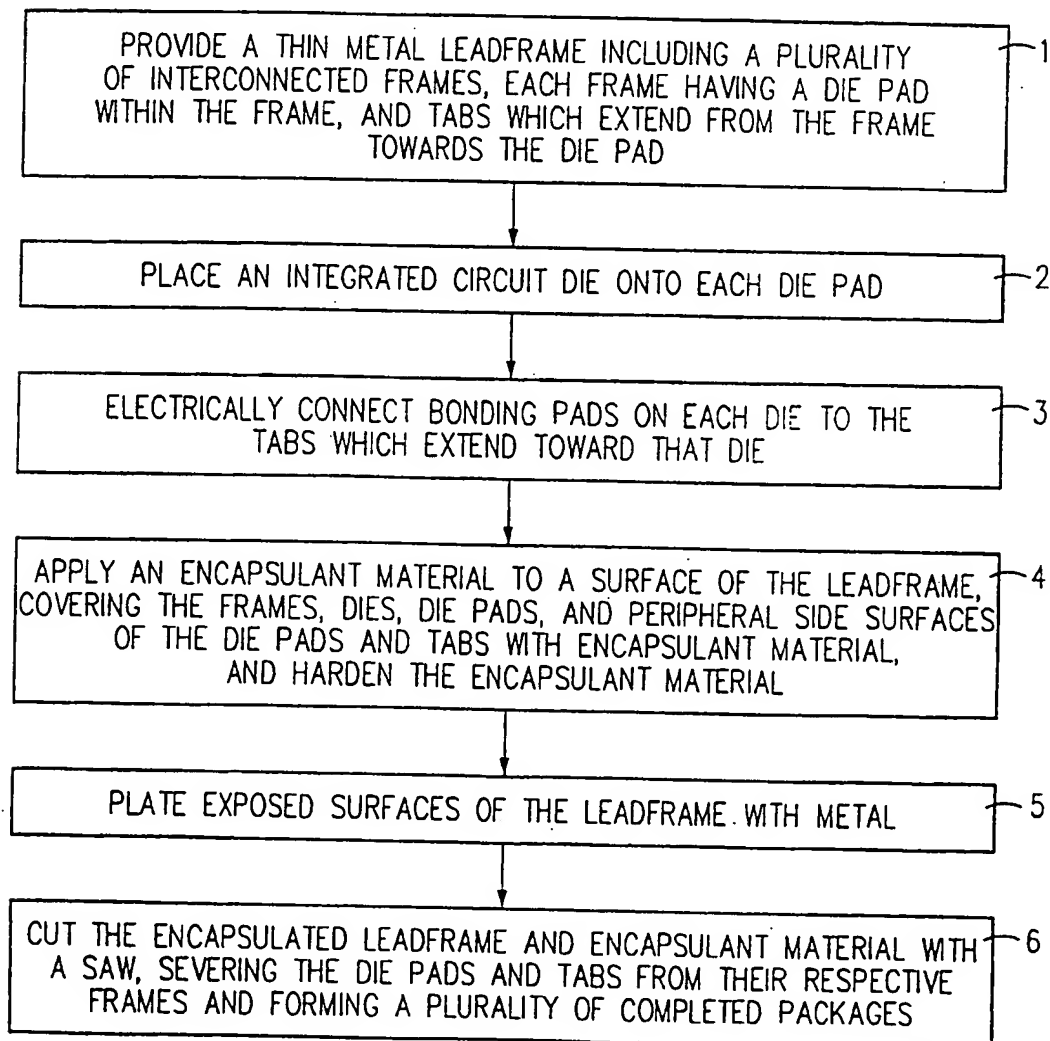 PROVIDE A THIN METAL LEADFRAME INCLUDING A PLURALITY
OF INTERCONNECTED FRAMES, EACH FRAME HAVING A DIE PAD
WITHIN THE FRAME, AND TABS WHICH EXTEND FROM THE FRAME
TOWARDS THE DIE PAD
1
PLACE AN INTEGRATED CIRCUIT DIE ONTO EACH DIE PAD
2
ELECTRICALLY CONNECT BONDING PADS ON EACH DIE TO THE
TABS WHICH EXTEND TOWARD THAT DIE
3
APPLY AN ENCAPSULANT MATERIAL TO A SURFACE OF THE LEADFRAME,
COVERING THE FRAMES, DIES, DIE PADS, AND PERIPHERAL SIDE SURFACES
OF THE DIE PADS AND TABS WITH ENCAPSULANT MATERIAL,
AND HARDEN THE ENCAPSULANT MATERIAL
4
PLATE EXPOSED SURFACES OF THE LEADFRAME WITH METAL
5
CUT THE ENCAPSULATED LEADFRAME AND ENCAPSULANT MATERIAL WITH
A SAW, SEVERING THE DIE PADS AND TABS FROM THEIR RESPECTIVE
FRAMES AND FORMING A PLURALITY OF COMPLETED PACKAGES
6